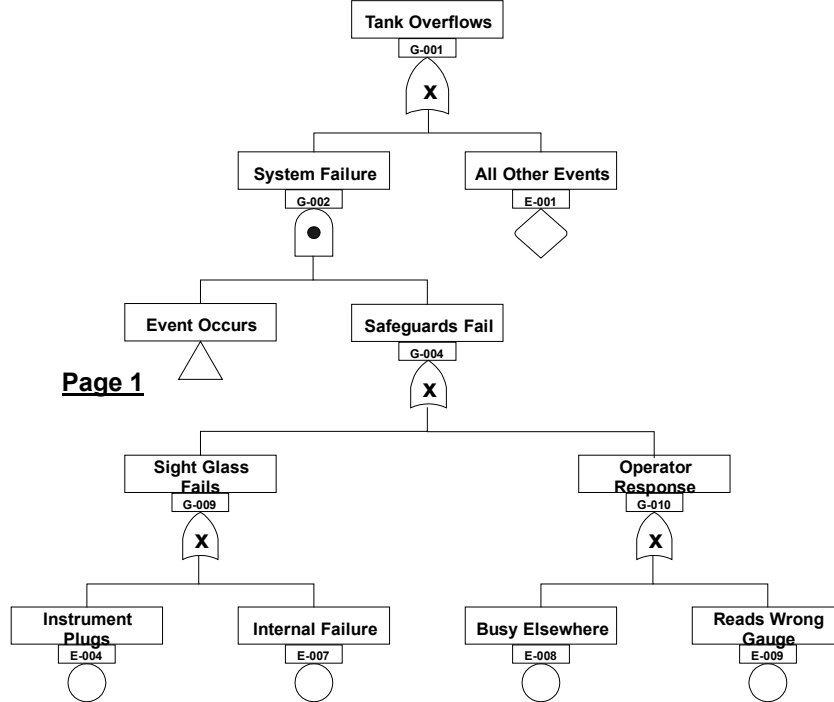 Tank Overflows
G-001
X
System Failure
All Other Events
G-002
E-001
Event Occurs
Safeguards Fail
G-004
Page 1
X
Sight Glass
Fails
Operator
Response
G-009
G-010
X
X
Instrument
Plugs
Internal Failure
Busy Elsewhere
Reads Wrong
Gauge
E-004
E-007
E-008
E-009